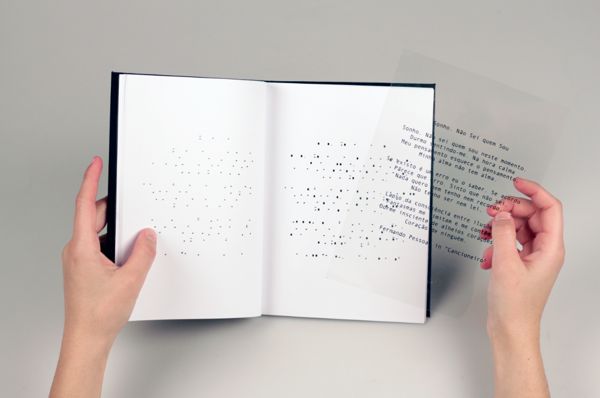 Sonho. Não Sei quem Sou
Sonho. Não sei quem sou neste momento.
Durmo sentindo-me. Na hora calma
Meu pensamento esquece o pensamento,
Minha alma não tem alma
Se existo é um erro eu o saber. Se acordo
Parece que erro. Sinto que não sei.
Nada quero nem tenho nem recordo.
Não tenho ser nem lei.
Lapso da consciência entre
Fantasmas me limitam e me
Dorme insciente de alheios corações
Coração de ninguém.
Fernando Pessoa, in "Cancioneiro"